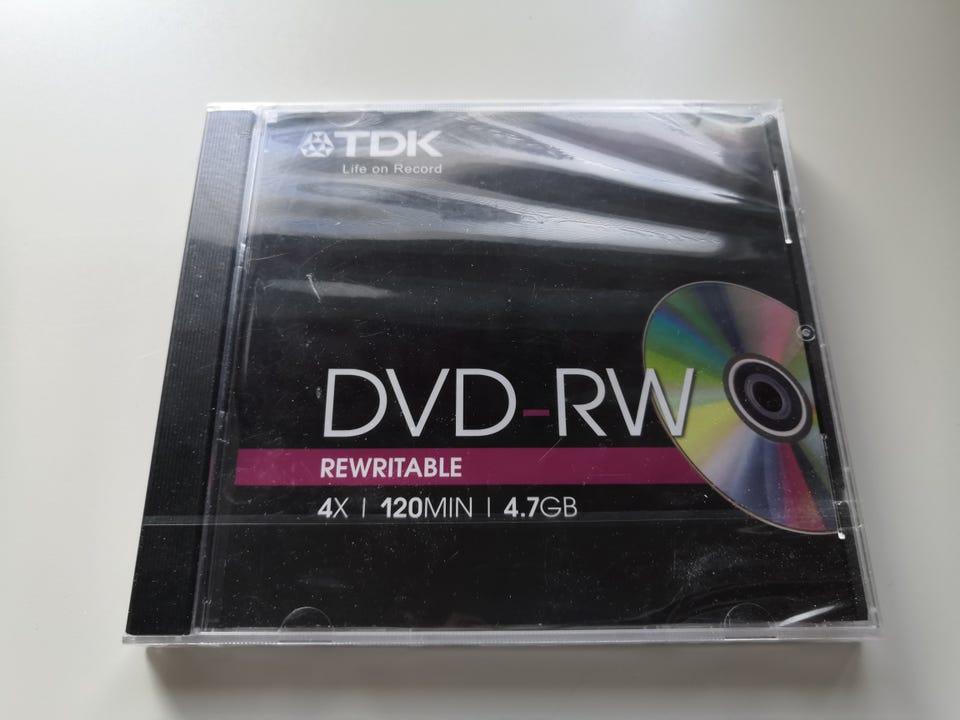 TDK
Life on Record
DVD-RW
REWRITABLE
4X | 120MIN | 4.7GB